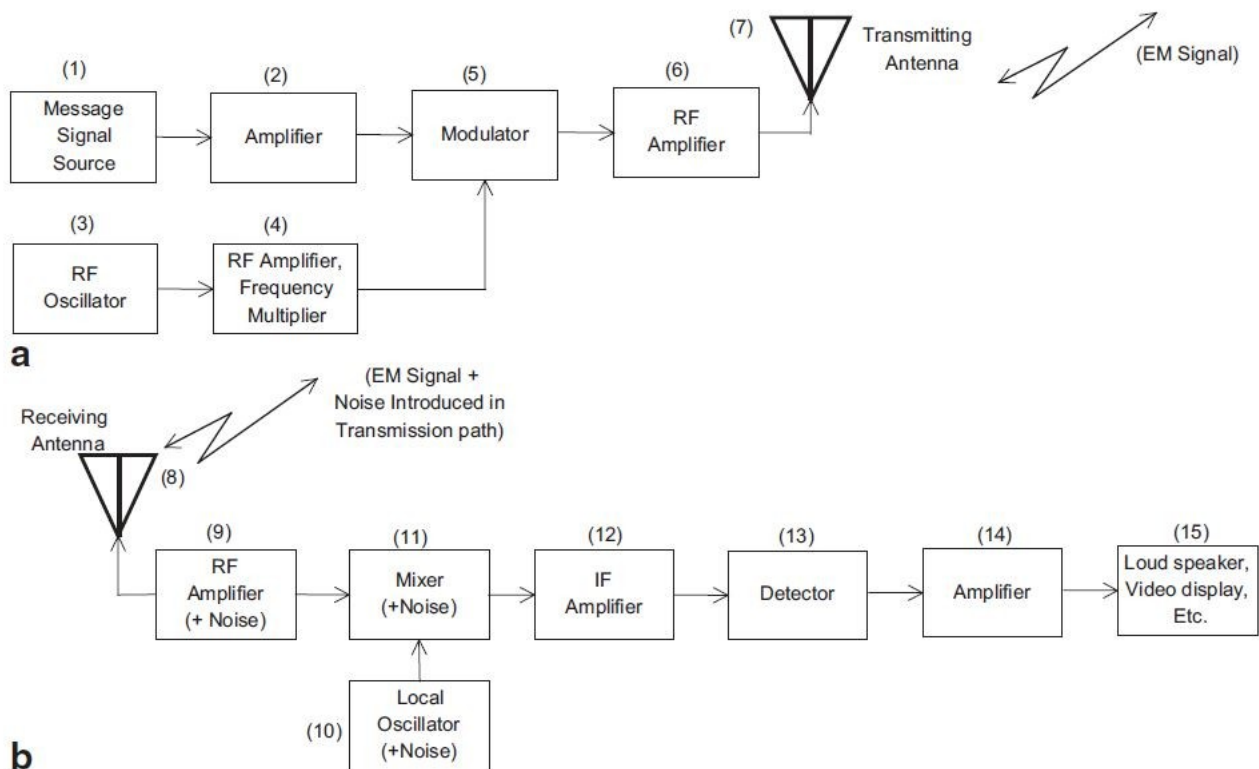 (1)
Message
Signal
Source
(2)
Amplifier
(5)
Modulator
(6)
RF
Amplifier
(7)
Transmitting
Antenna
(EM Signal)
(3)
RF
Oscillator
(4)
RF Amplifier,
Frequency
Multiplier
a
Receiving
Antenna
(8)
(EM Signal +
Noise Introduced in
Transmission path)
(9)
RF
Amplifier
(+ Noise)
(11)
Mixer
(+Noise)
(12)
IF
Amplifier
(13)
Detector
(14)
Amplifier
(15)
Loud speaker,
Video display,
Etc.
(10)
Local
Oscillator
(+Noise)
b